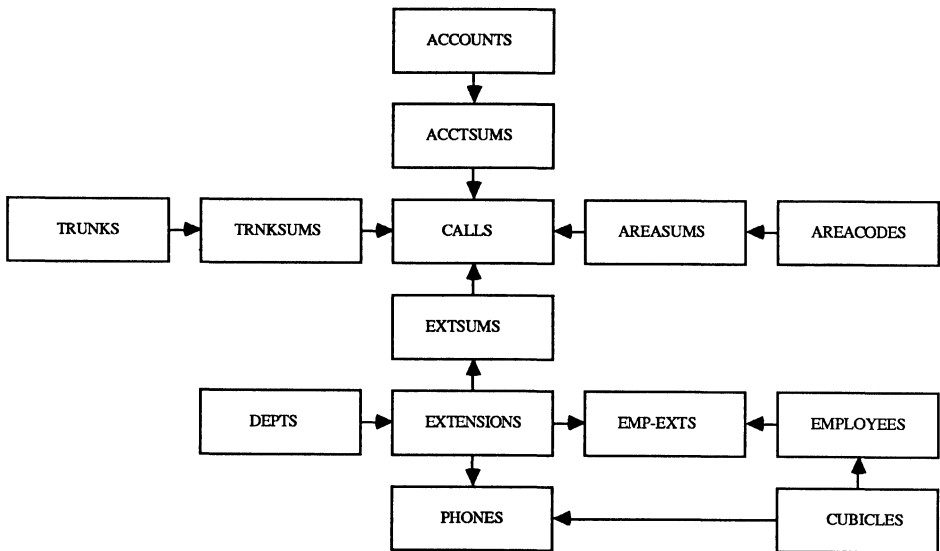 ACCOUNTS
ACCTSUMS
TRUNKS
TRNKSUMS
CALLS
AREASUMS
AREACODES
EXTSUMS
DEPTS
EXTENSIONS
EMP-EXTS
EMPLOYEES
PHONES
CUBICLES